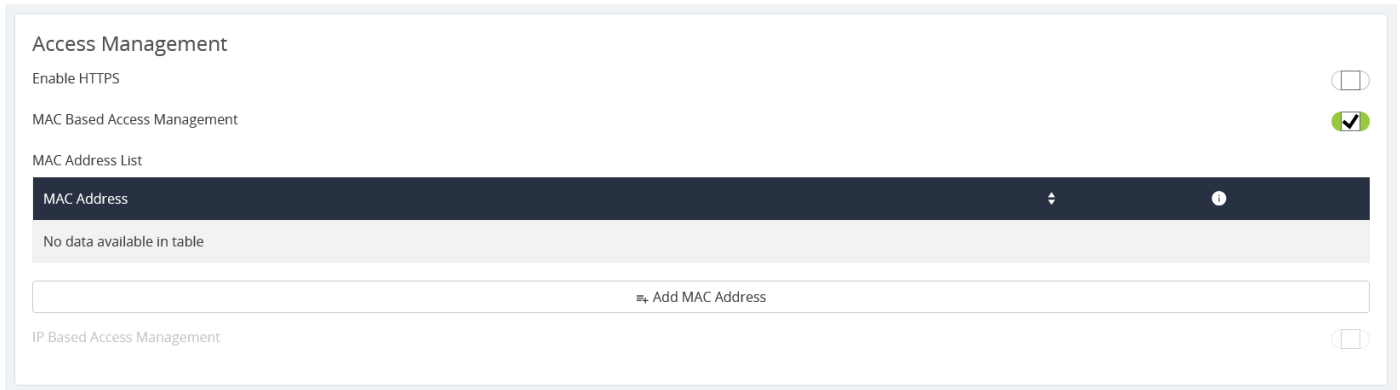 Access Management
Enable HTTPS
MAC Based Access Management
MAC Address List
MAC Address
No data available in table
Add MAC Address
IP Based Access Management